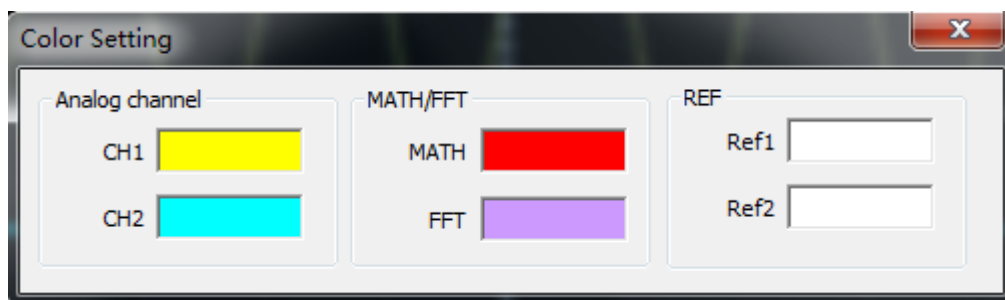 Color Setting
Analog channel
CH1
CH2
MATH/FFT
MATH
FFT
REF
Ref1
Ref2